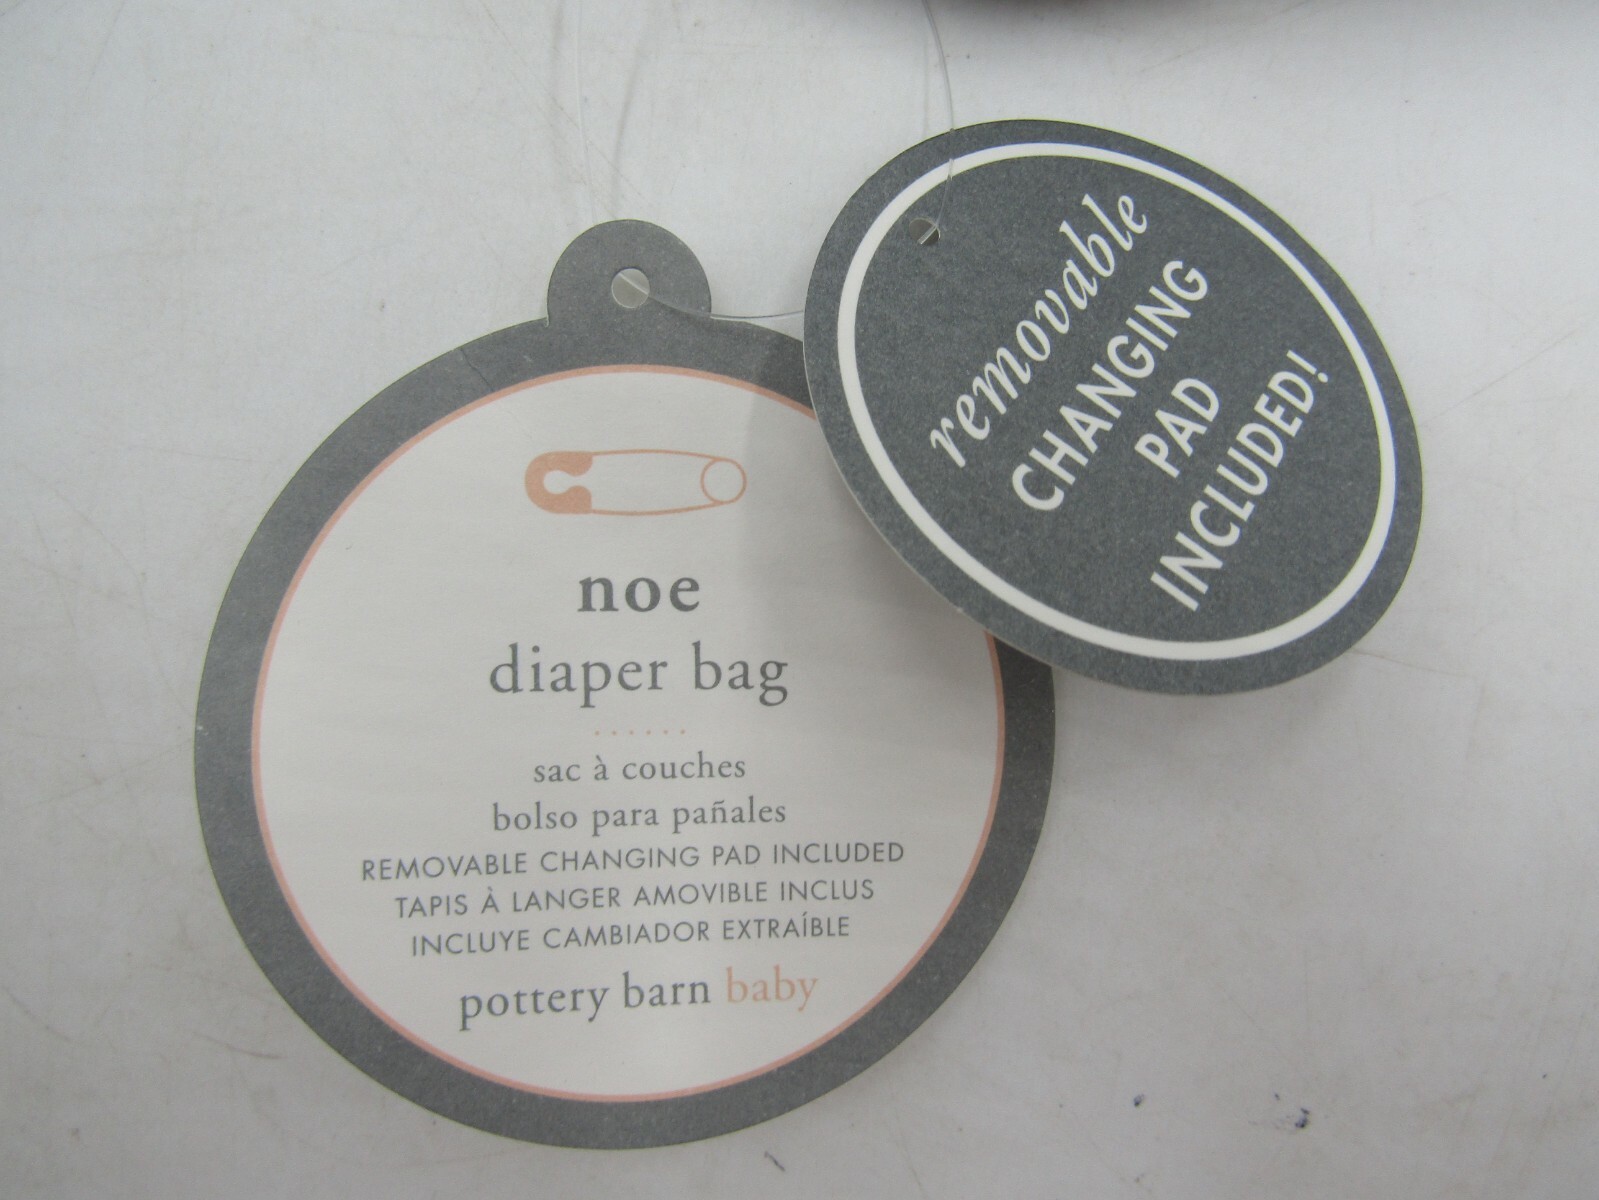 noe
diaper bag
sac à couches
bolso para pañales
REMOVABLE CHANGING PAD INCLUDED
TAPIS À LANGER AMOVIBLE INCLUS
INCLUYE CAMBIADOR EXTRAÍBLE
pottery barn baby
removable
CHANGING
PAD
INCLUDED!